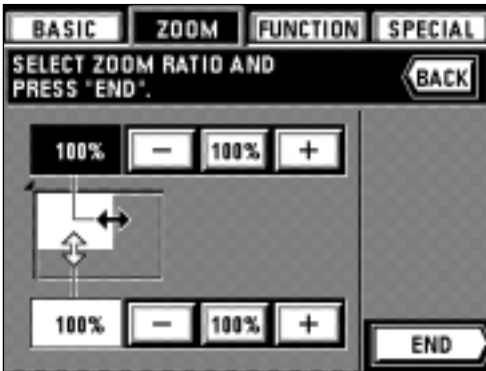 BASIC ZOOM FUNCTION SPECIAL
SELECT ZOOM RATIO AND
PRESS "END".
BACK
100% − 100% +
100% − 100% +
END